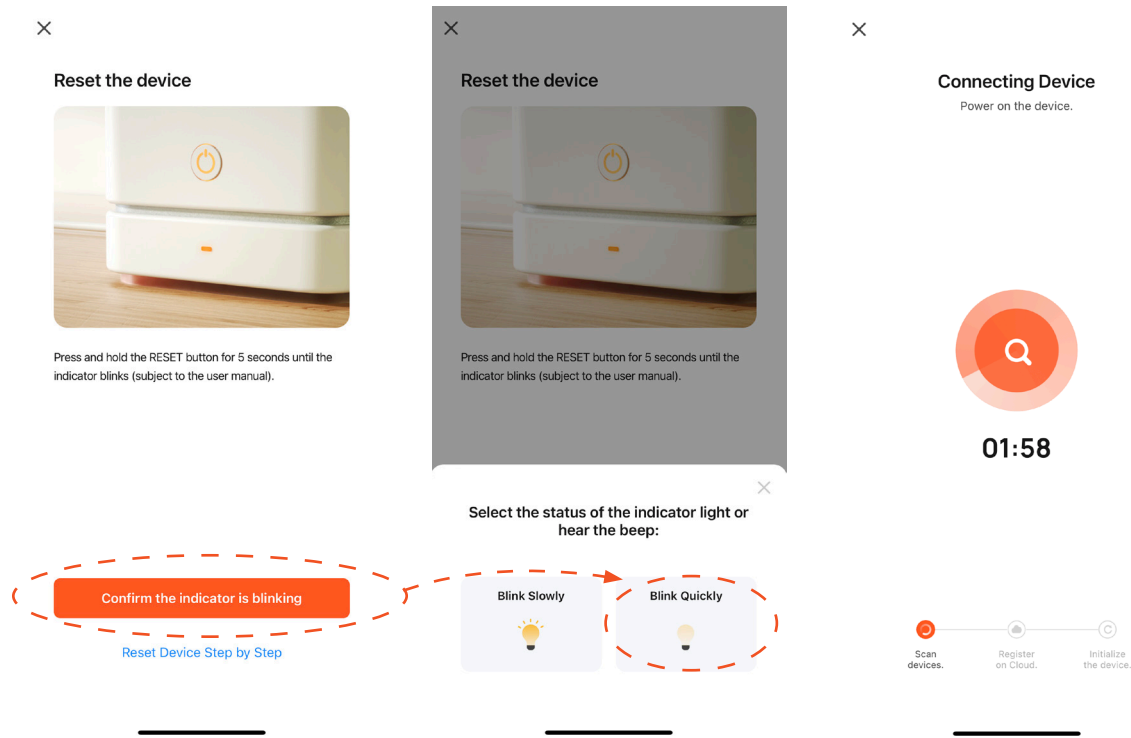 Reset the device
Press and hold the RESET button for 5 seconds until the
indicator blinks (subject to the user manual).
Confirm the indicator is blinking
Reset Device Step by Step
Reset the device
Press and hold the RESET button for 5 seconds until the
indicator blinks (subject to the user manual).
Select the status of the indicator light or
hear the beep:
Blink Slowly
Blink Quickly
Connecting Device
Power on the device.
01:58
Scan
devices.
Register
on Cloud.
Initialize
the device.